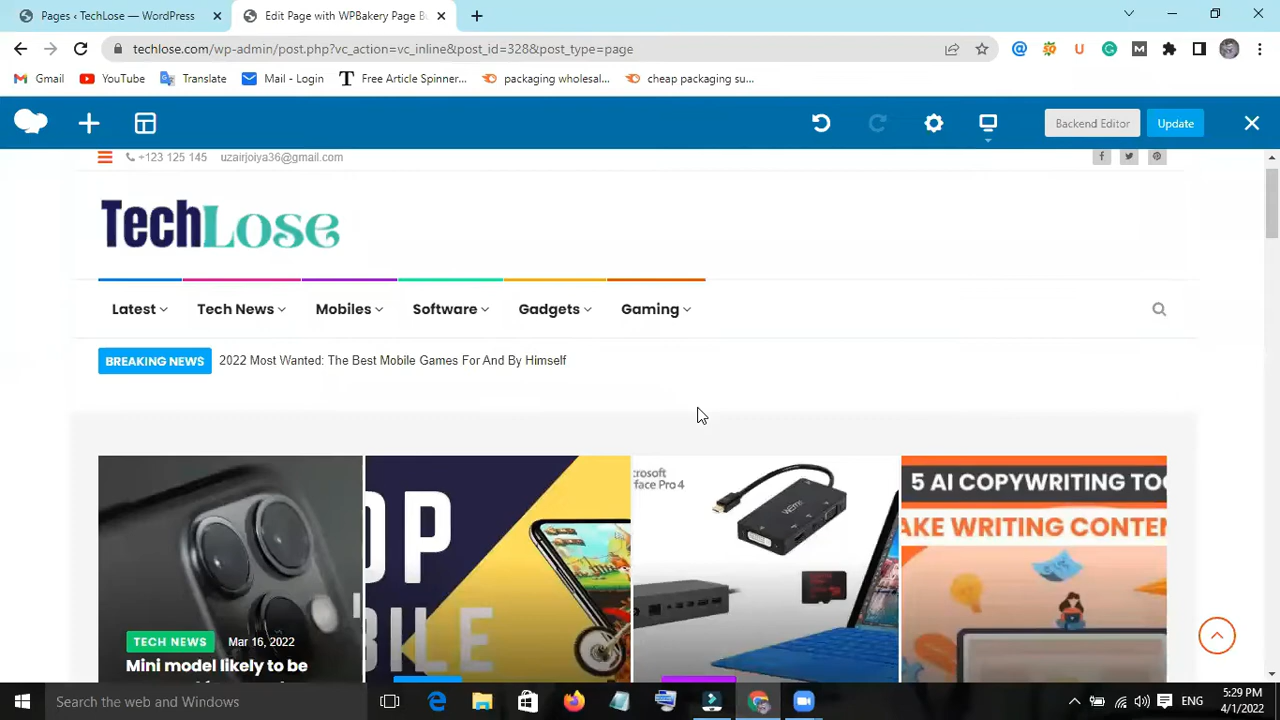 Pages ‹ TechLose — WordPress
Edit Page with WPBakery Page B
techlose.com/wp-admin/post.php?vc_action=vc_inline&post_id=328&post_type=page
Gmail
YouTube
Translate
Mail - Login
Free Article Spinner...
packaging wholesal...
cheap packaging su...
Backend Editor
Update
+123 125 145
uzairjoiya36@gmail.com
TechLose
Latest
Tech News
Mobiles
Software
Gadgets
Gaming
BREAKING NEWS
2022 Most Wanted: The Best Mobile Games For And By Himself
TECH NEWS
Mar 16, 2022
Mini model likely to be
OP
BILE
crosoft
rface Pro 4
5 AI COPYWRITING TO
AKE WRITING CONTEN
Search the web and Windows
ENG
5:29 PM
4/1/2022